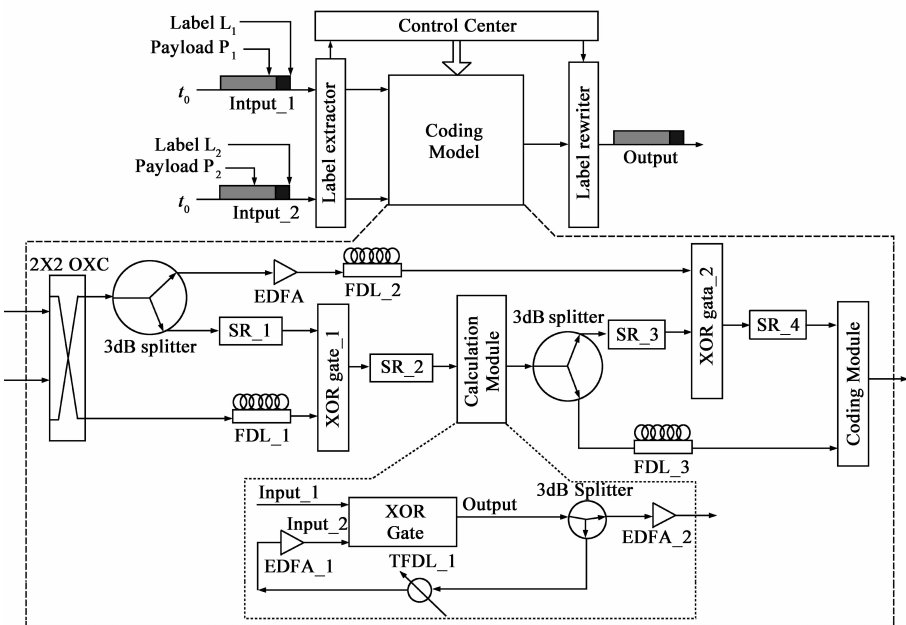 Label L1
Payload P1
t0
Intput_1
Label L2
Payload P2
t0
Intput_2
Control Center
Label extractor
Coding
Model
Label rewriter
Output
2X2 OXC
3dB splitter
EDFA
FDL_2
SR_1
FDL_1
XOR gate_1
SR_2
Calculation
Module
3dB splitter
SR_3
FDL_3
XOR gata_2
SR_4
Coding Module
Input_1
Input_2
EDFA_1
XOR
Gate
Output
TFDL_1
3dB Splitter
EDFA_2